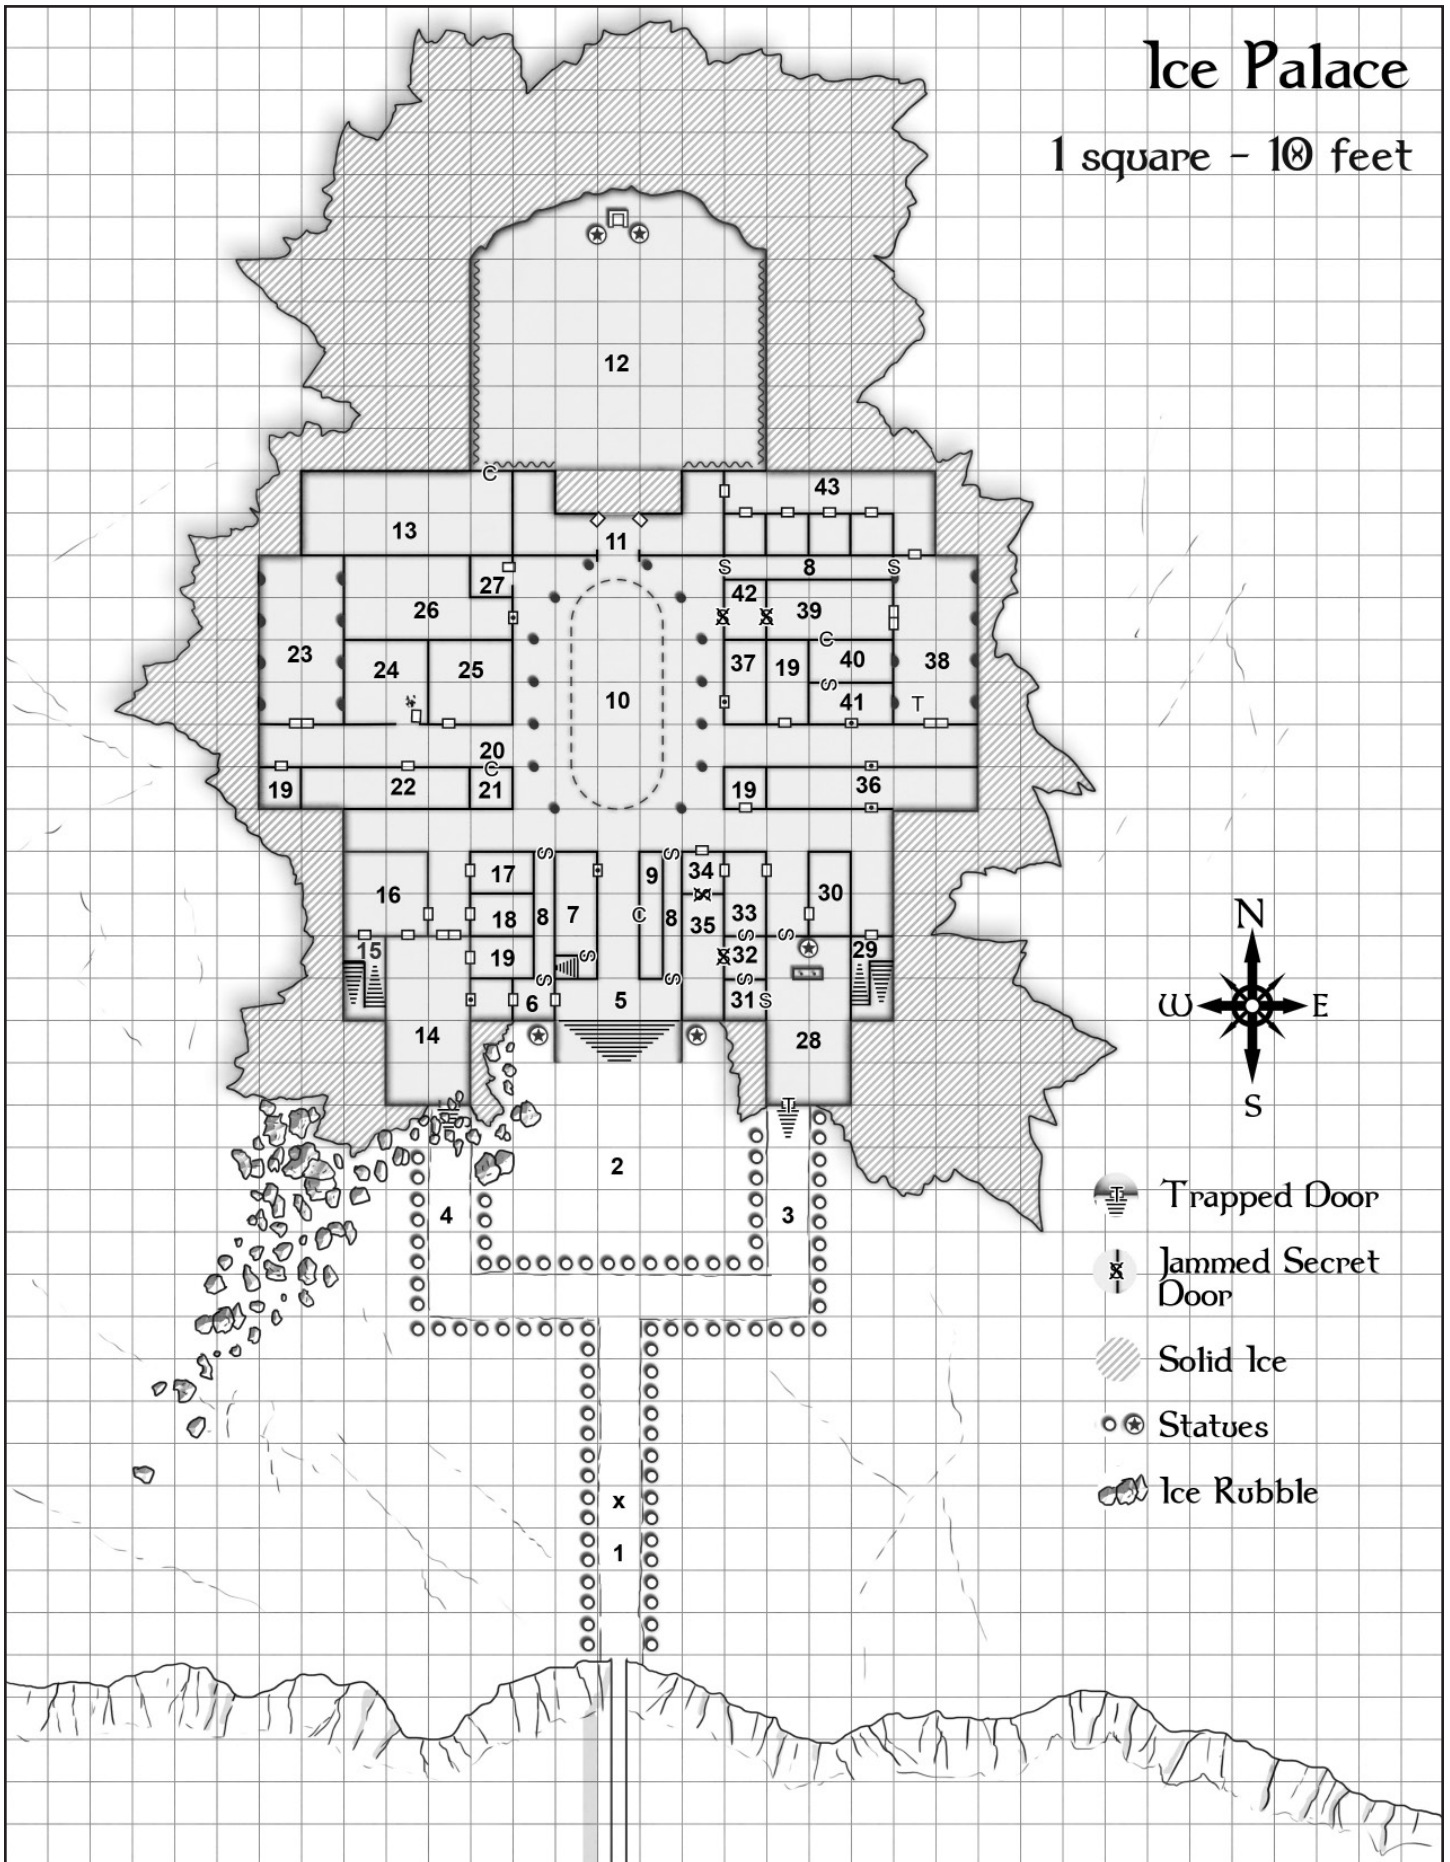 Ice Palace
1 square - 10 feet
12
C
43
13
11
S 8 S
27
42
26 39
C
23 24 25 37 19 40 38
S
10 41 T
20
C
19 22 21 19 36
S S
17 9 34
16 30
18 8 7 C 8 35 33
S S
15 19 S 32 29
S S S
6 5 31 S
14 28
T
T
2
4 3
x
1
N
W E
S
T Trapped Door
Jammed Secret
Door
Solid Ice
Statues
Ice Rubble